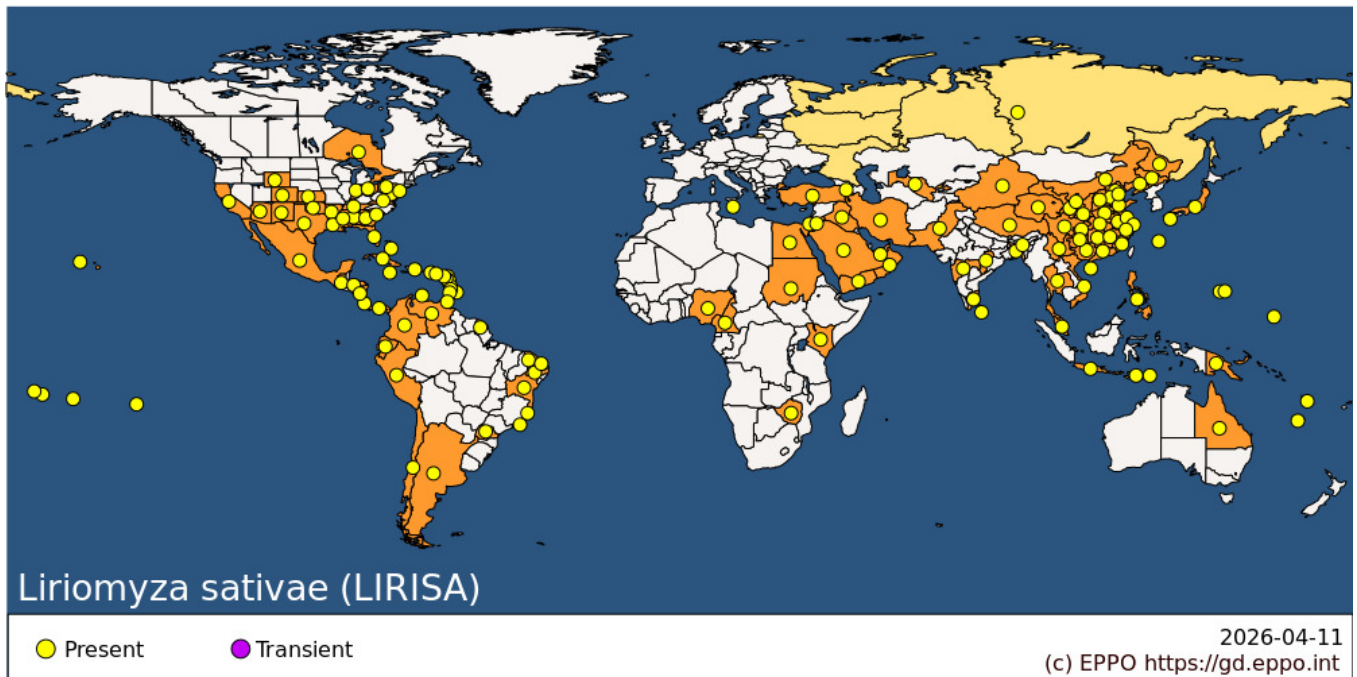 Liriomyza sativae (LIRISA)
Present
Transient
2026-04-11
(c) EPPO https://gd.eppo.int